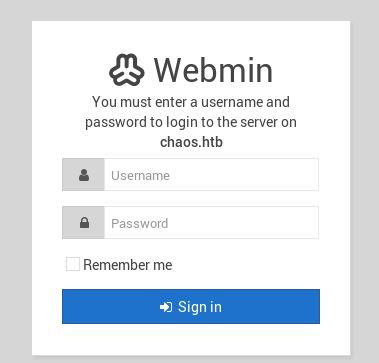 Webmin
You must enter a username and
password to login to the server on
chaos.htb
Username
Password
Remember me
Sign in